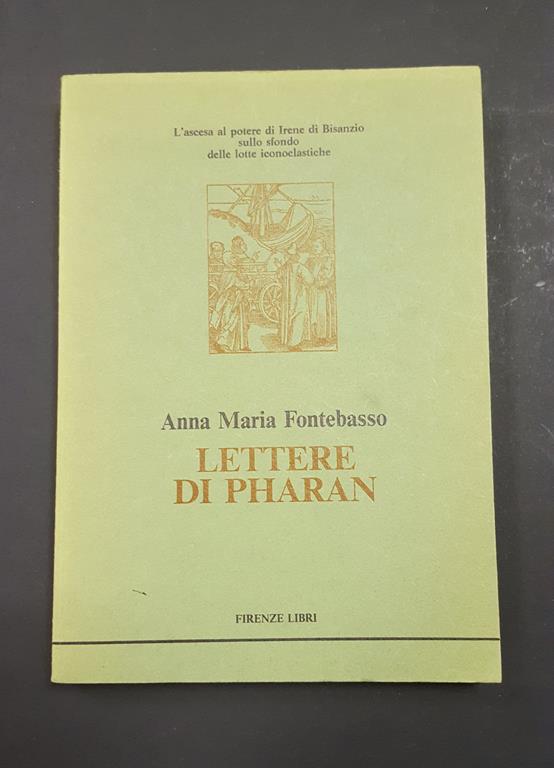 L'ascesa al potere di Irene di Bisanzio
sullo sfondo
delle lotte iconoclastiche
Anna Maria Fontebasso
LETTERE
DI PHARAN
FIRENZE LIBRI